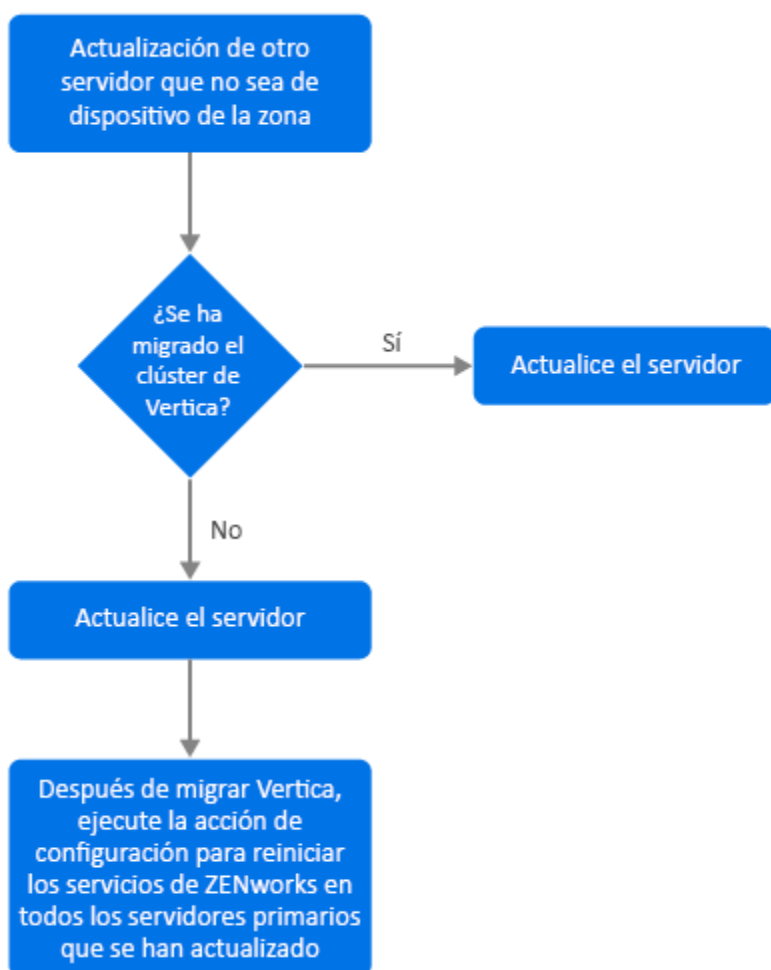 Actualización de otro
servidor que no sea de
dispositivo de la zona
¿Se ha
migrado el
clúster de
Vertica?
Sí
Actualice el servidor
No
Actualice el servidor
Después de migrar Vertica,
ejecute la acción de
configuración para reiniciar
los servicios de ZENworks en
todos los servidores primarios
que se han actualizado